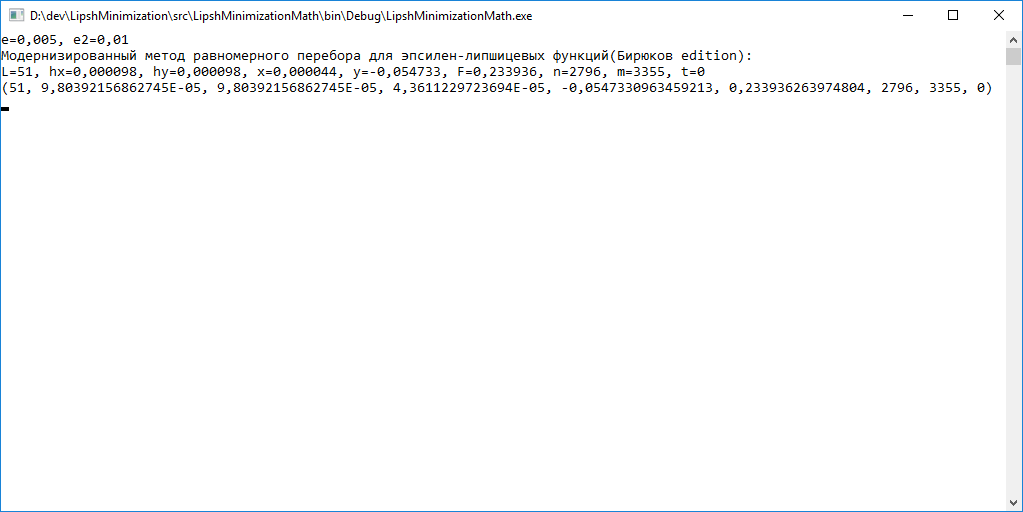 D:\dev\LipshMinimization\src\LipshMinimizationMath\bin\Debug\LipshMinimizationMath.exe
e=0,005, e2=0,01
Модернизированный метод равномерного перебора для эпсилен-липшицевых функций(Бирюков edition):
L=51, hx=0,000098, hy=0,000098, x=0,000044, y=-0,054733, F=0,233936, n=2796, m=3355, t=0
(51, 9,80392156862745E-05, 9,80392156862745E-05, 4,3611229723694E-05, -0,0547330963459213, 0,233936263974804, 2796, 3355, 0)